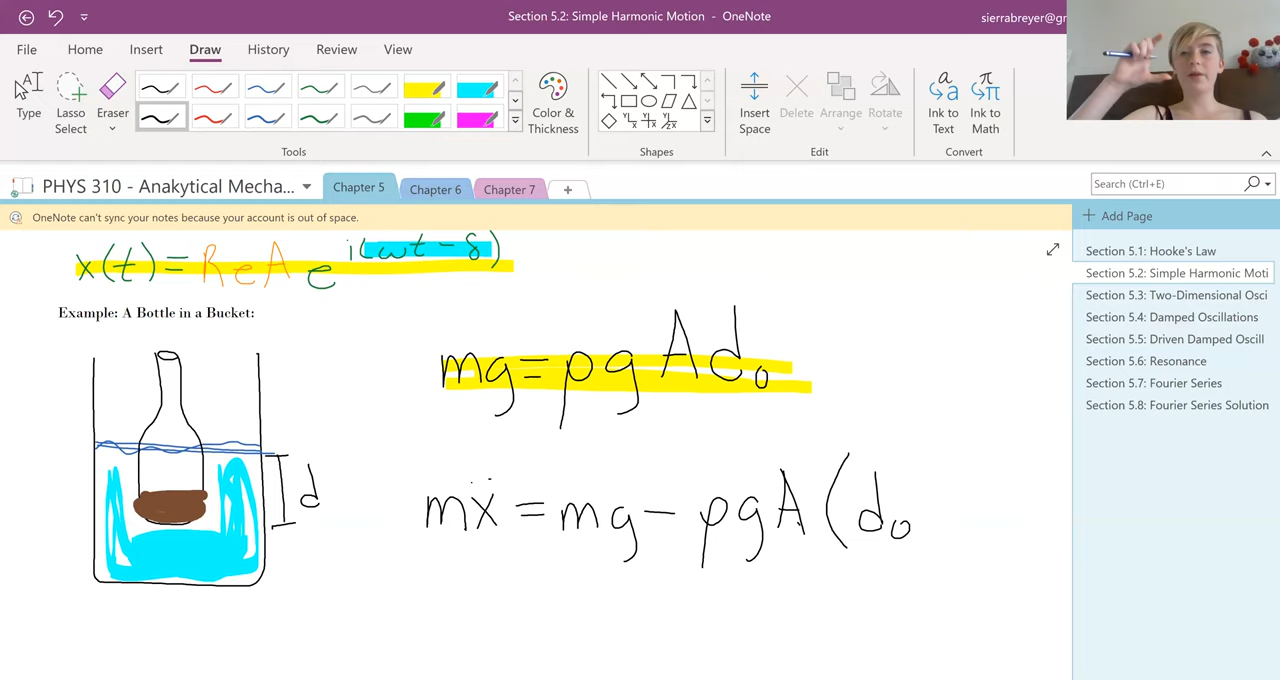 Section 5.2: Simple Harmonic Motion - OneNote
sierrabreyer@gr
File Home Insert Draw History Review View
Type
Lasso Select
Eraser
Color & Thickness
Insert Space
Delete
Arrange
Rotate
Ink to Text
Ink to Math
Tools
Shapes
Edit
Convert
PHYS 310 - Anakytical Mecha...
Chapter 5
Chapter 6
Chapter 7
Search (Ctrl+E)
OneNote can't sync your notes because your account is out of space.
Add Page
Section 5.1: Hooke's Law
Section 5.2: Simple Harmonic Moti
Section 5.3: Two-Dimensional Osci
Section 5.4: Damped Oscillations
Section 5.5: Driven Damped Oscill
Section 5.6: Resonance
Section 5.7: Fourier Series
Section 5.8: Fourier Series Solution
x(t) = Re A e^i(ωt - δ)
Example: A Bottle in a Bucket:
mg = ρg A d₀
d
mẍ = mg - ρgA(d₀